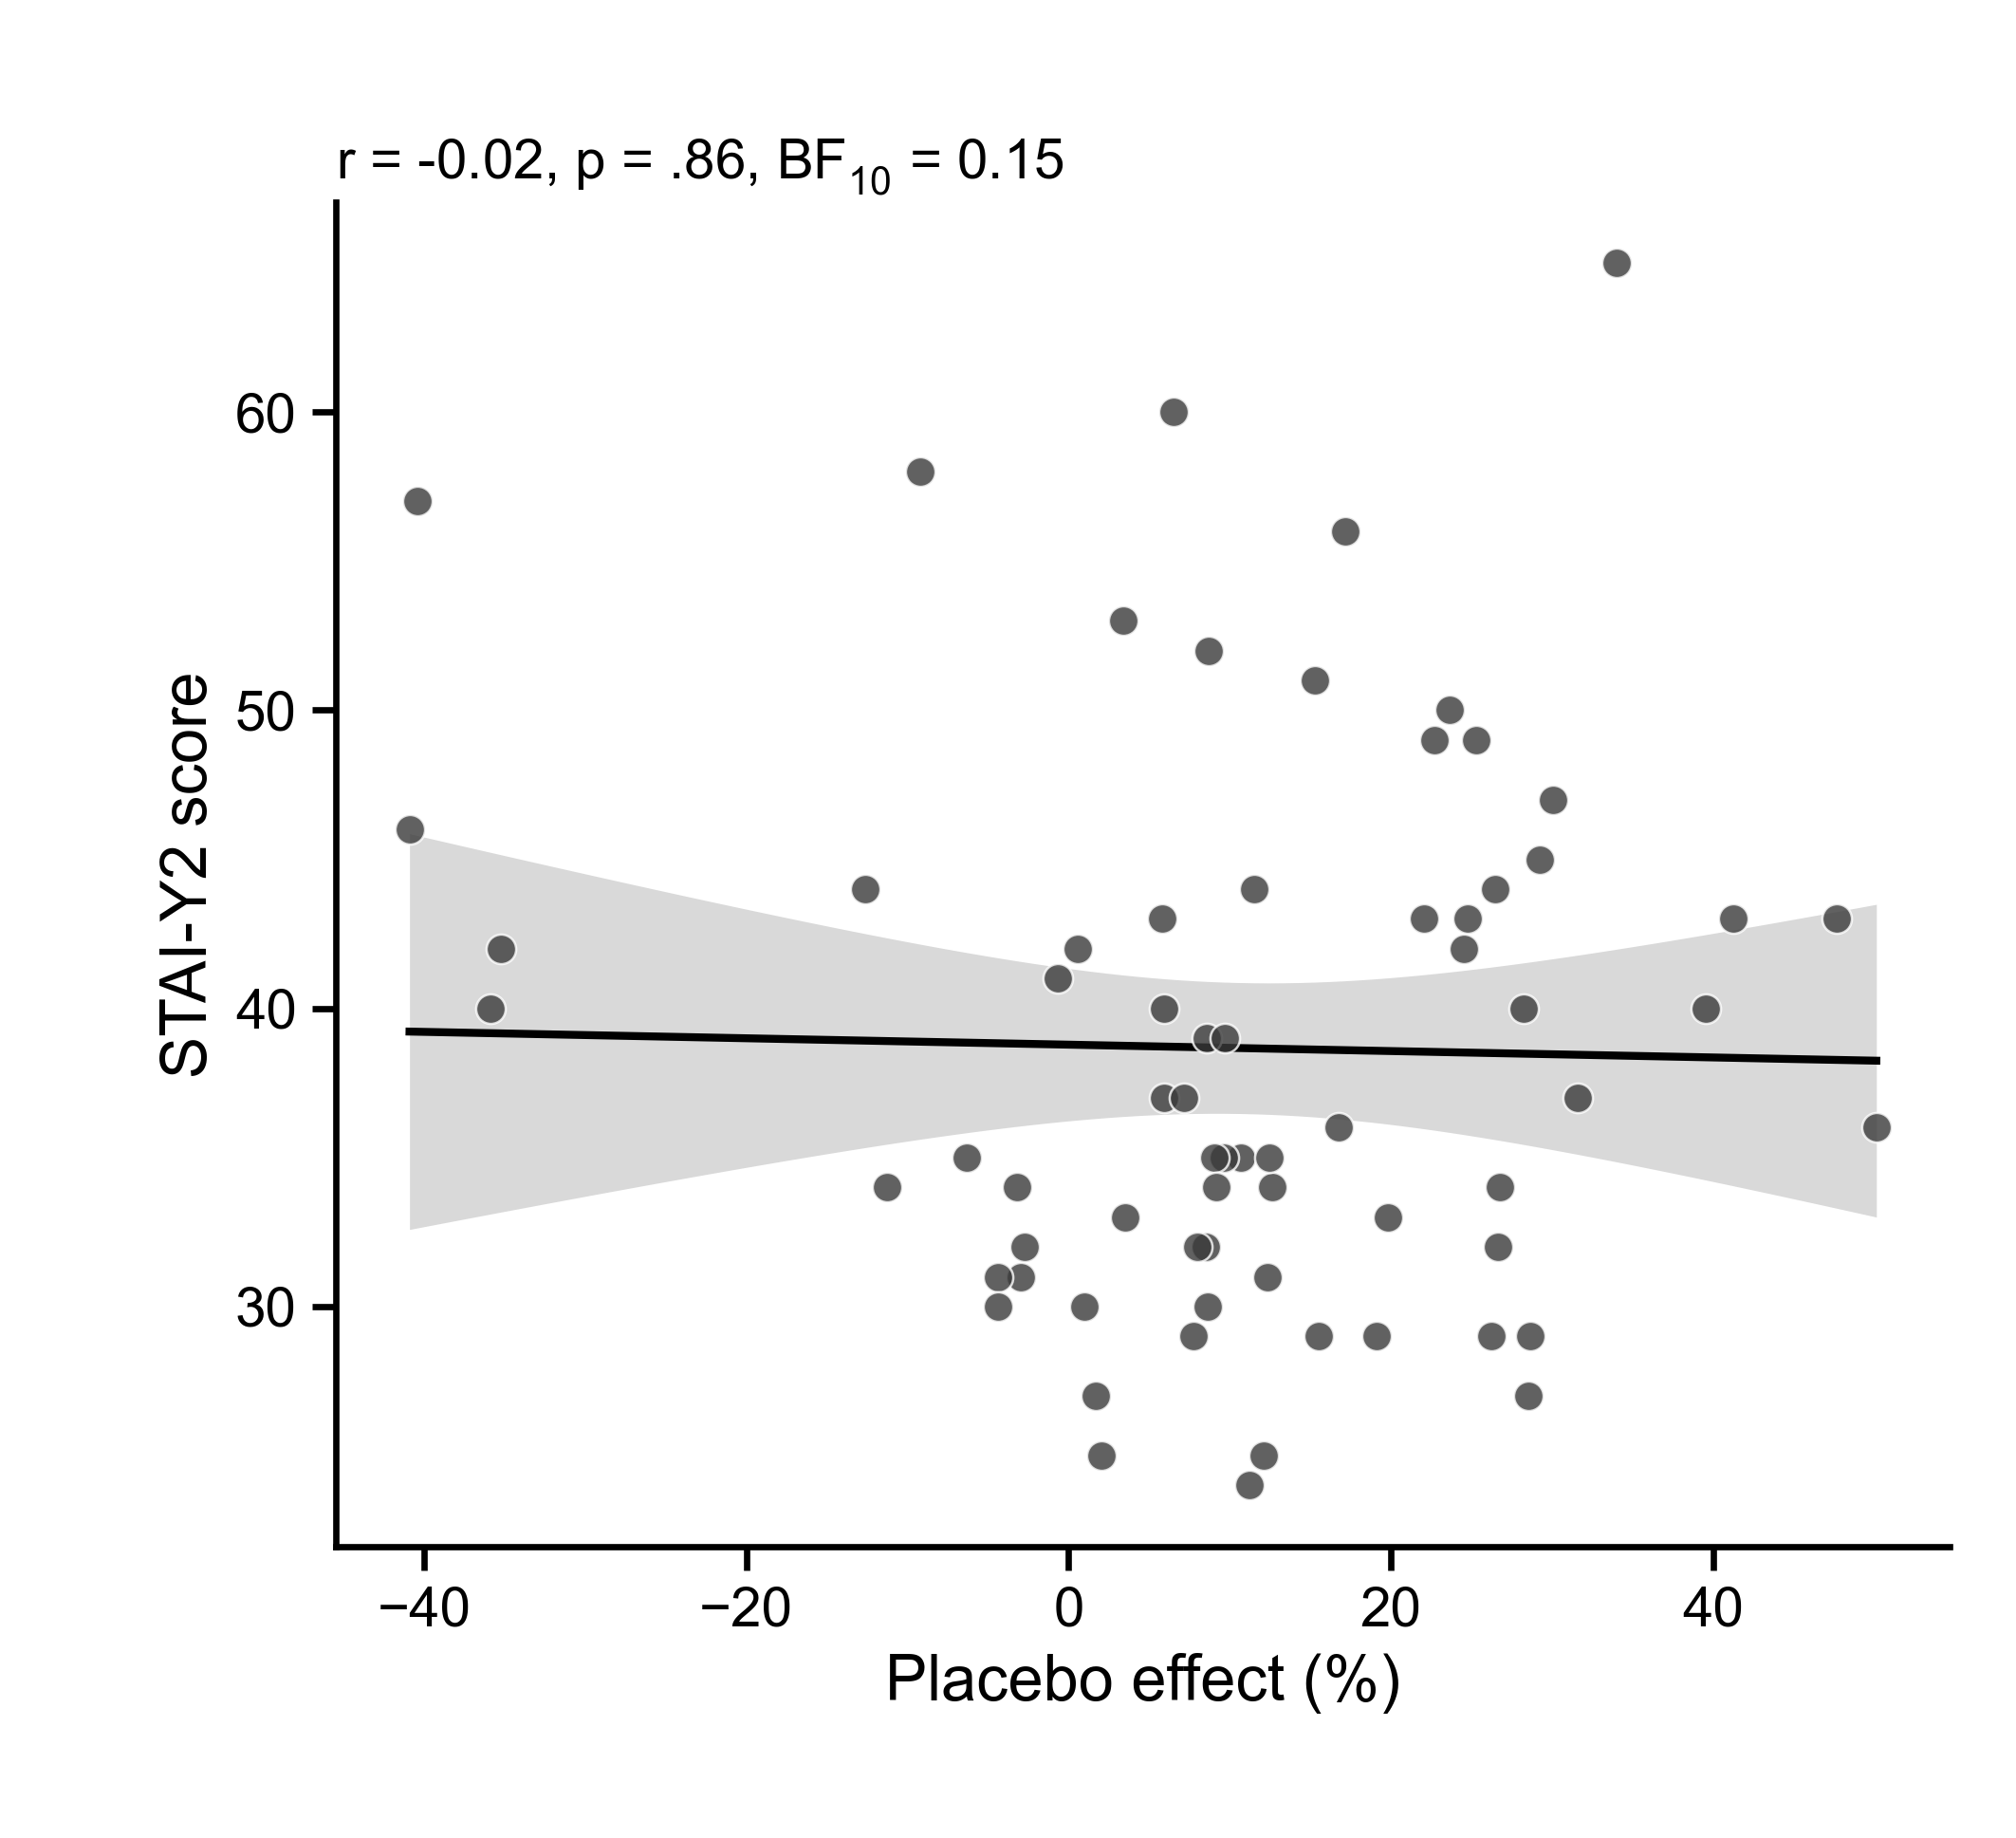 r = -0.02, p = .86, BF₁₀ = 0.15
60
50
40
30
STAI-Y2 score
−40 −20 0 20 40
Placebo effect (%)